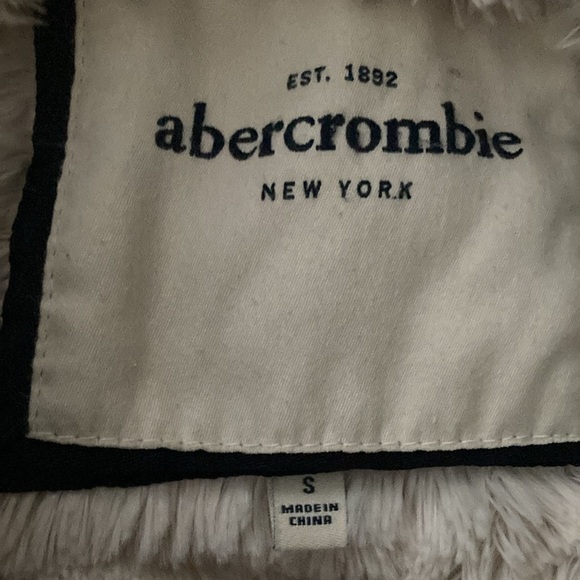 EST. 1892
abercrombie
NEW YORK
S
MADE IN
CHINA